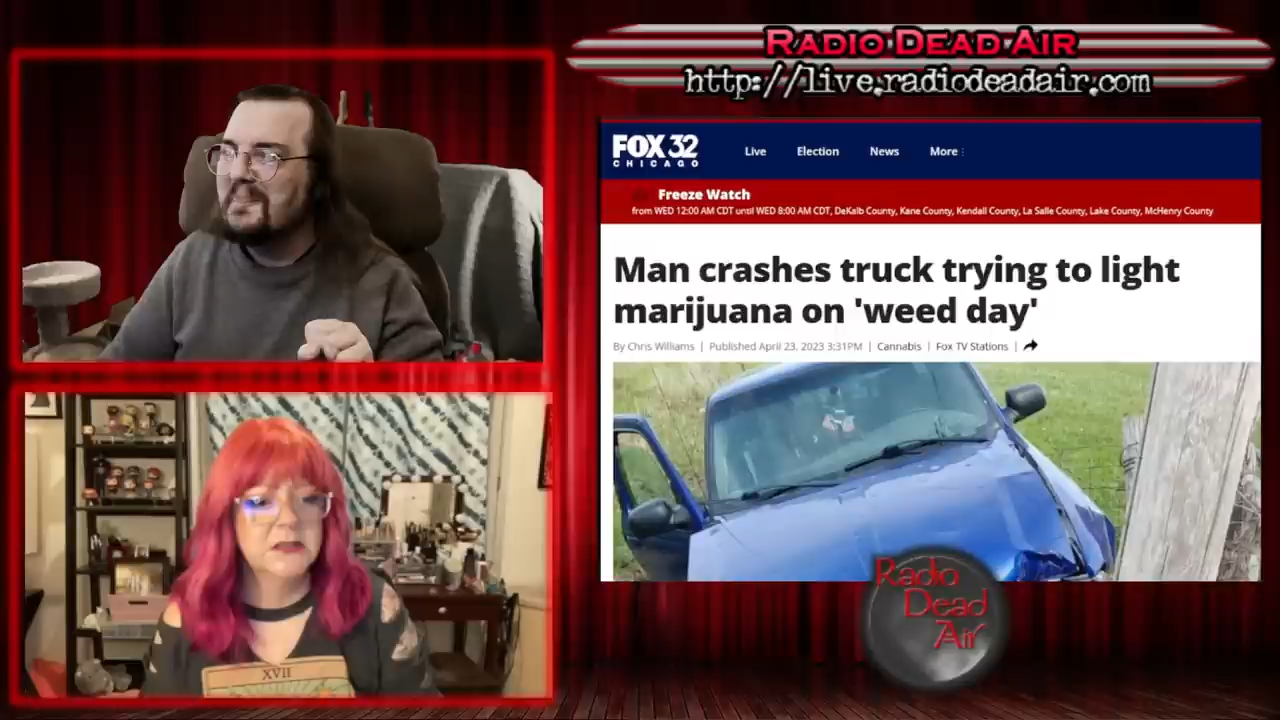 Radio Dead Air
http://live.radiodeadair.com
FOX 32
CHICAGO
Live
Election
News
More
Freeze Watch
from WED 12:00 AM CDT until WED 8:00 AM CDT, DeKalb County, Kane County, Kendall County, La Salle County, Lake County, McHenry County
Man crashes truck trying to light
marijuana on 'weed day'
By Chris Williams | Published April 23, 2023 3:31PM | Cannabis | Fox TV Stations |
XVII
Radio
Dead
Air